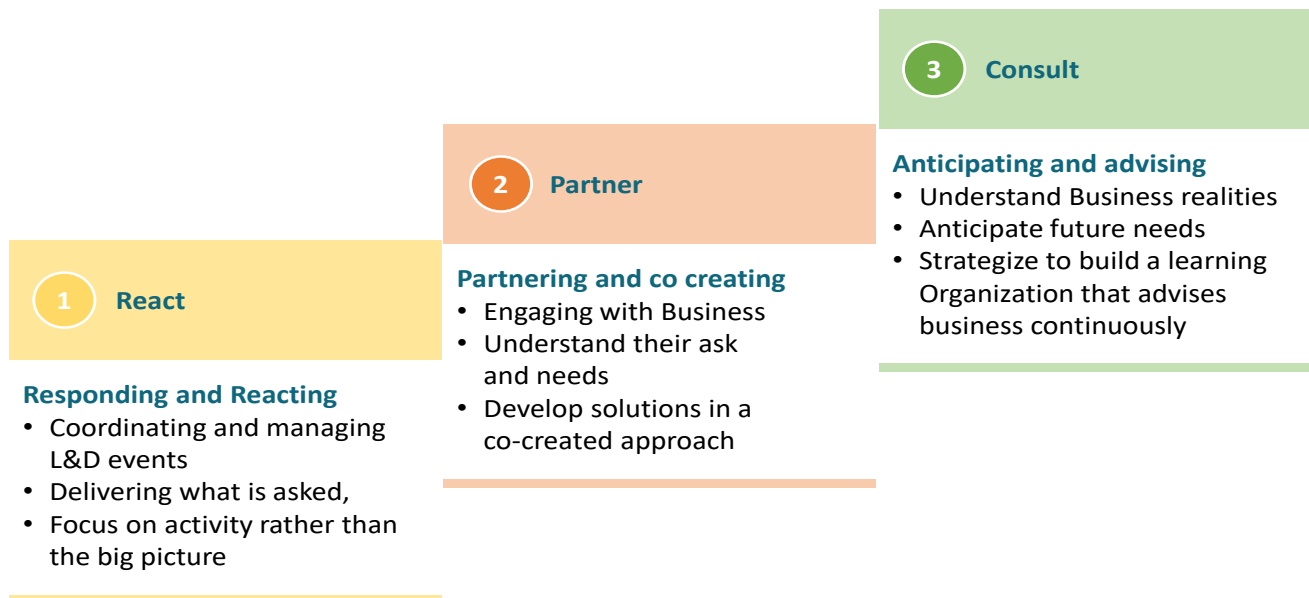 1 React
Responding and Reacting
• Coordinating and managing
L&D events
• Delivering what is asked,
• Focus on activity rather than
the big picture
2 Partner
Partnering and co creating
• Engaging with Business
• Understand their ask
and needs
• Develop solutions in a
co-created approach
3 Consult
Anticipating and advising
• Understand Business realities
• Anticipate future needs
• Strategize to build a learning
Organization that advises
business continuously